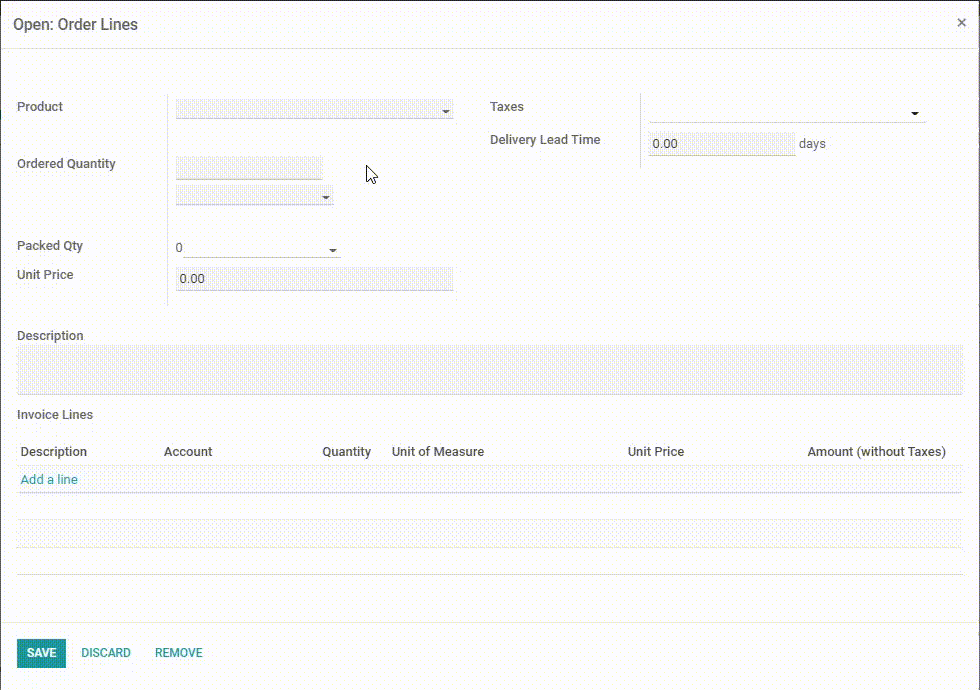 Open: Order Lines ×
Product
Taxes
Delivery Lead Time 0.00 days
Ordered Quantity
Packed Qty 0
Unit Price 0.00
Description
Invoice Lines
Description Account Quantity Unit of Measure Unit Price Amount (without Taxes)
Add a line
SAVE DISCARD REMOVE